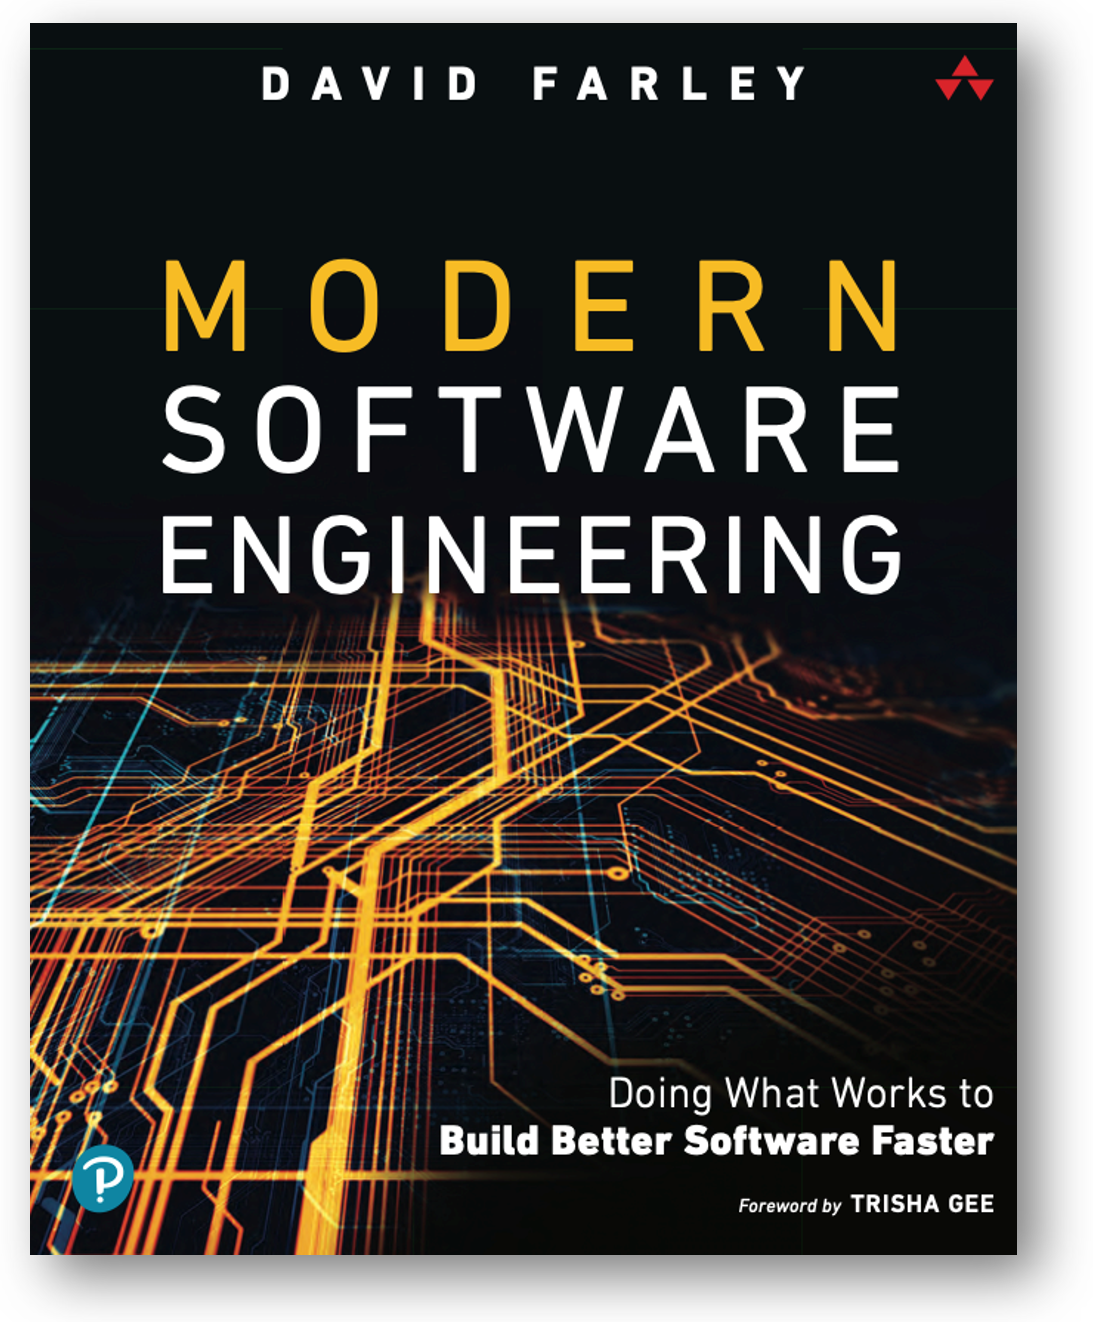 DAVID FARLEY
MODERN
SOFTWARE
ENGINEERING
Doing What Works to
Build Better Software Faster
Foreword by TRISHA GEE
P